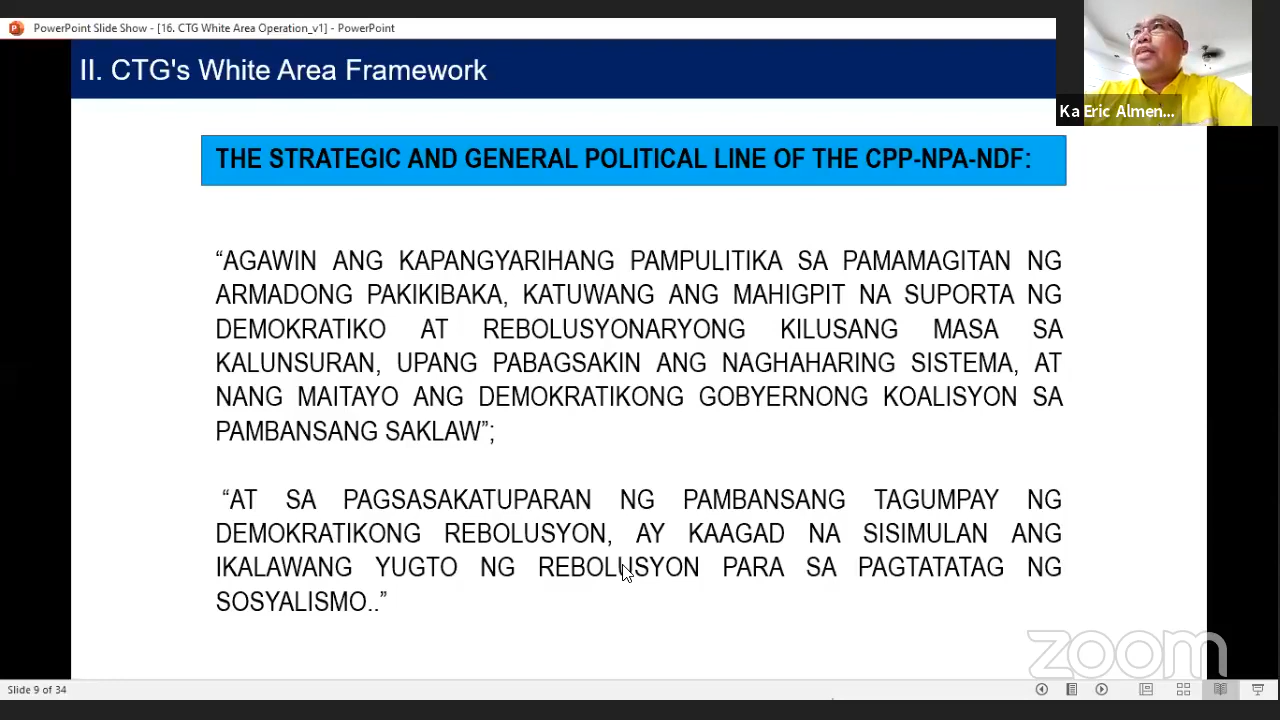 PowerPoint Slide Show - [16. CTG White Area Operation_v1] - PowerPoint
II. CTG's White Area Framework
Ka Eric Almen...
THE STRATEGIC AND GENERAL POLITICAL LINE OF THE CPP-NPA-NDF:
“AGAWIN ANG KAPANGYARIHANG PAMPULITIKA SA PAMAMAGITAN NG
ARMADONG PAKIKIBAKA, KATUWANG ANG MAHIGPIT NA SUPORTA NG
DEMOKRATIKO AT REBOLUSYONARYONG KILUSANG MASA SA
KALUNSURAN, UPANG PABAGSAKIN ANG NAGHAHARING SISTEMA, AT
NANG MAITAYO ANG DEMOKRATIKONG GOBYERNONG KOALISYON SA
PAMBANSANG SAKLAW”;
“AT SA PAGSASAKATUPARAN NG PAMBANSANG TAGUMPAY NG
DEMOKRATIKONG REBOLUSYON, AY KAAGAD NA SISIMULAN ANG
IKALAWANG YUGTO NG REBOLUSYON PARA SA PAGTATATAG NG
SOSYALISMO..”
zoom
Slide 9 of 34